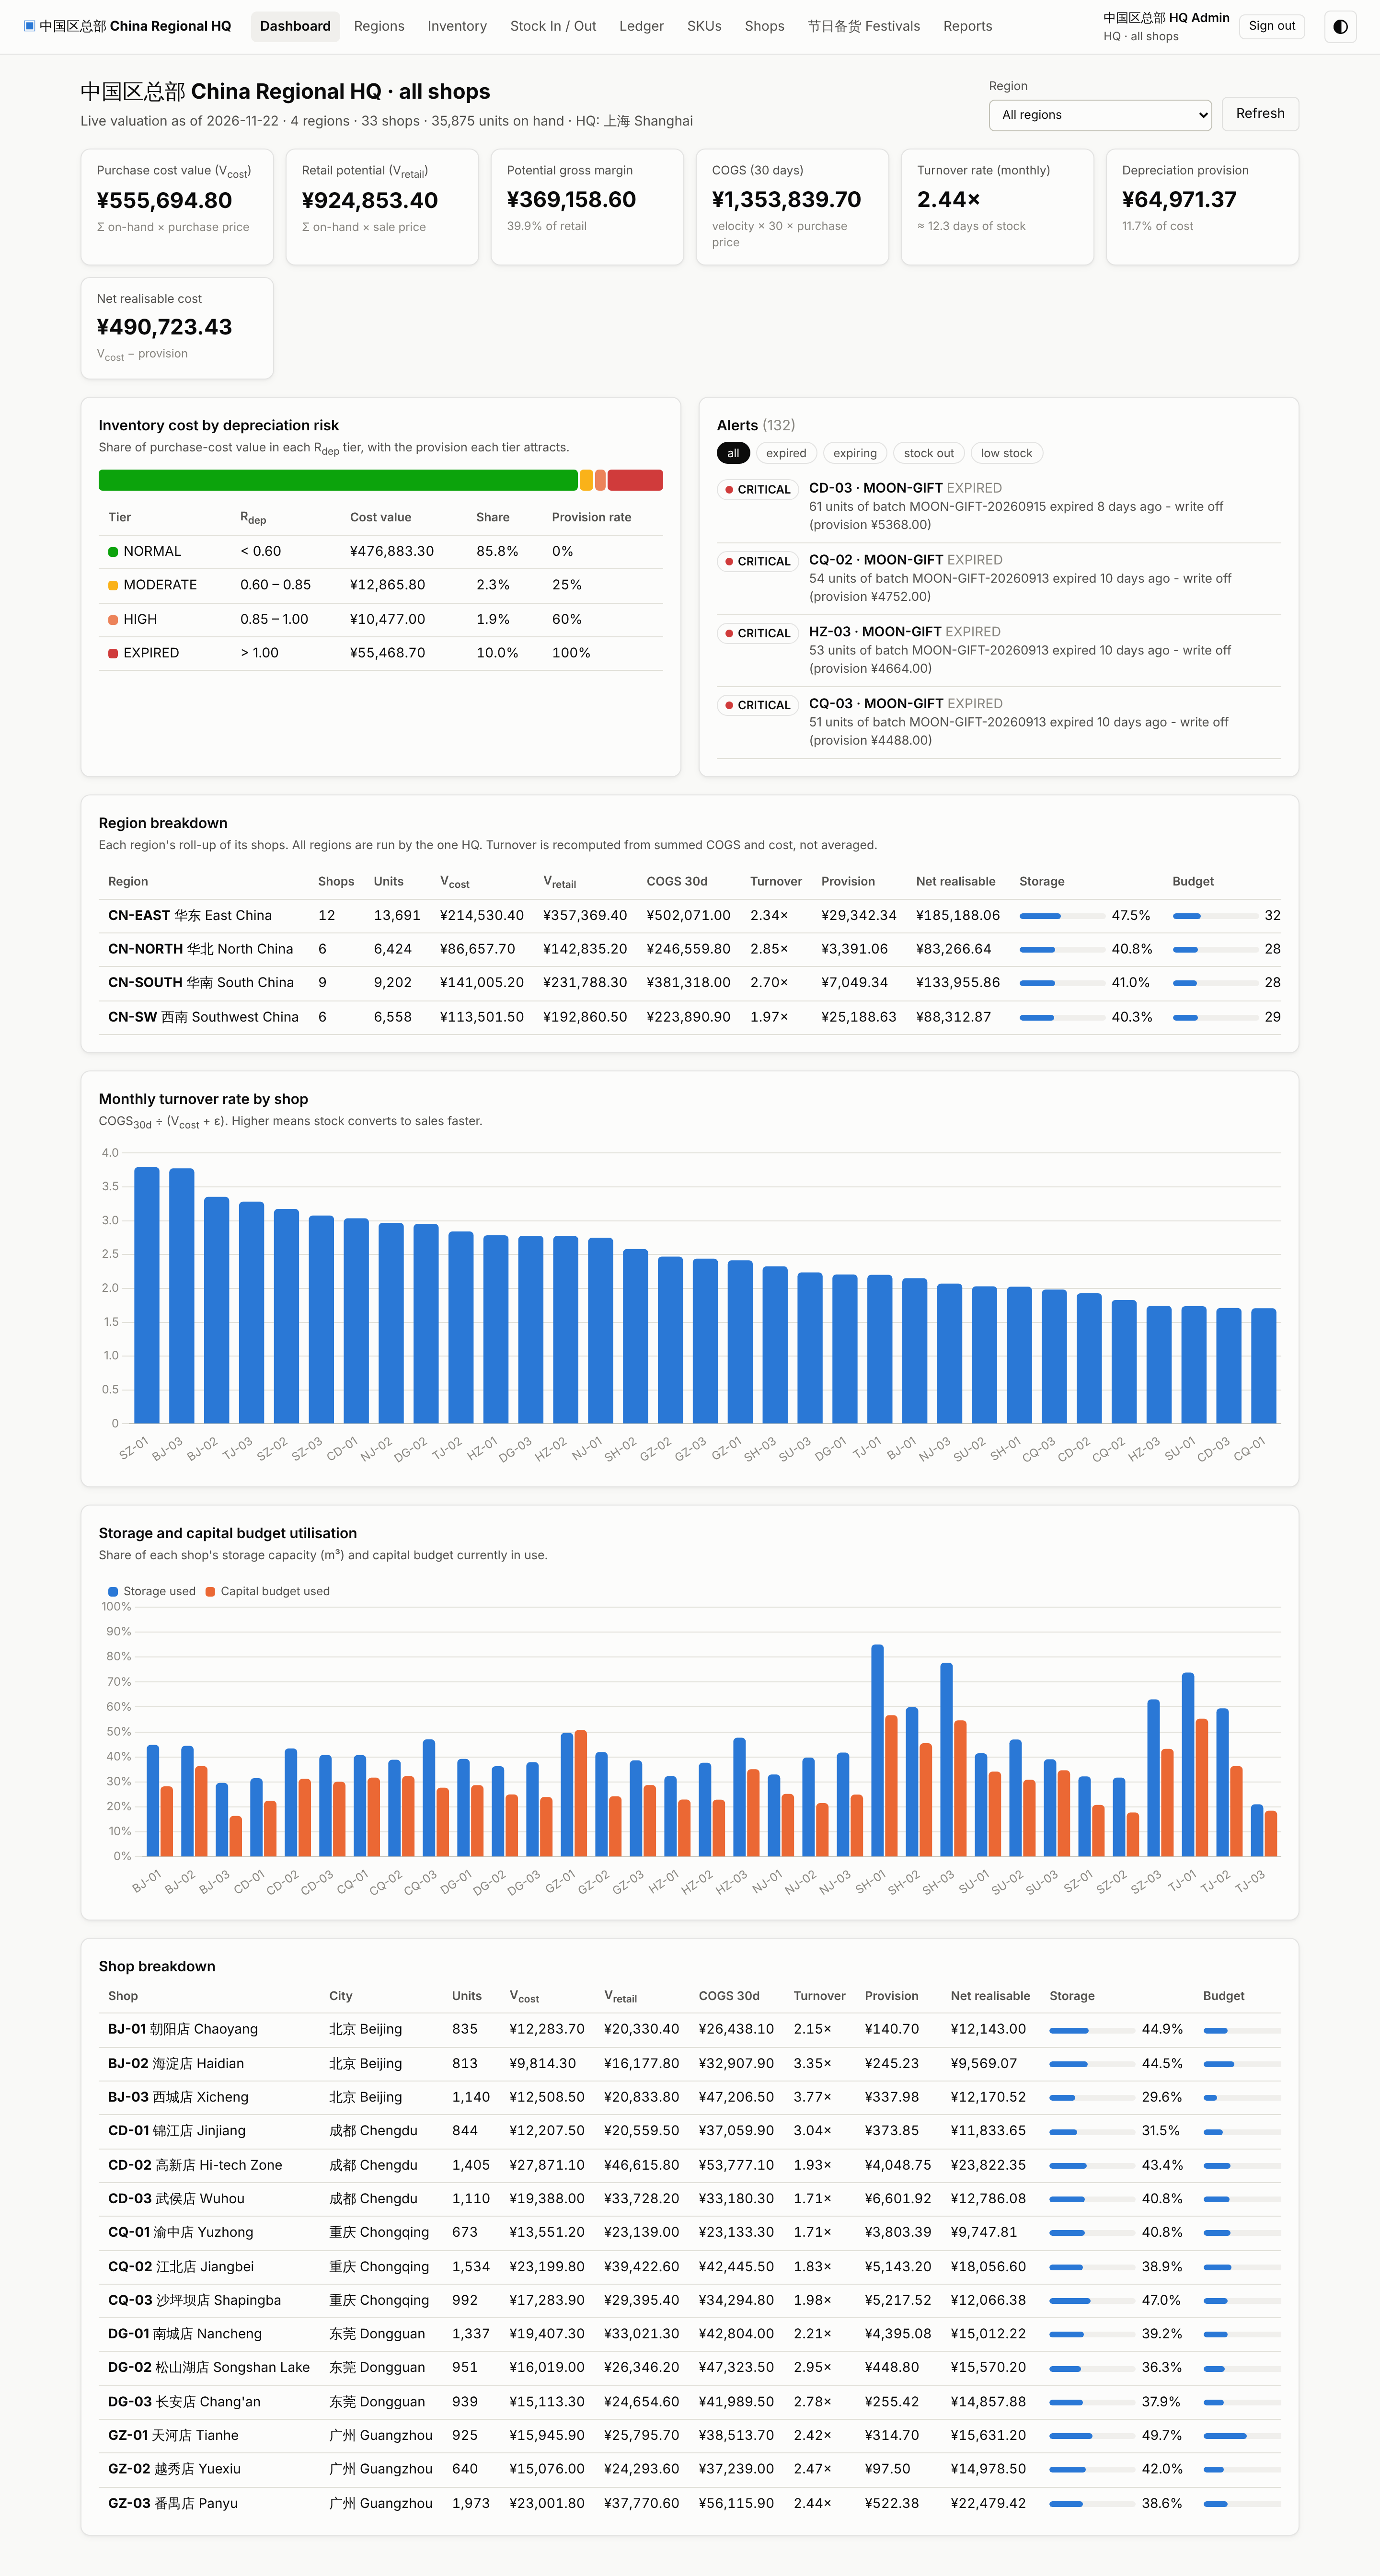 中国区总部 China Regional HQ Dashboard Regions Inventory Stock In / Out Ledger SKUs Shops 节日备货 Festivals Reports 中国区总部 HQ Admin Sign out
HQ · all shops
中国区总部 China Regional HQ · all shops
Live valuation as of 2026-11-22 · 4 regions · 33 shops · 35,875 units on hand · HQ: 上海 Shanghai
Region
All regions Refresh
Purchase cost value (Vcost)
¥555,694.80
Σ on-hand × purchase price
Retail potential (Vretail)
¥924,853.40
Σ on-hand × sale price
Potential gross margin
¥369,158.60
39.9% of retail
COGS (30 days)
¥1,353,839.70
velocity × 30 × purchase
price
Turnover rate (monthly)
2.44×
≈ 12.3 days of stock
Depreciation provision
¥64,971.37
11.7% of cost
Net realisable cost
¥490,723.43
Vcost − provision
Inventory cost by depreciation risk
Share of purchase-cost value in each Rdep tier, with the provision each tier attracts.
Tier Rdep Cost value Share Provision rate
NORMAL < 0.60 ¥476,883.30 85.8% 0%
MODERATE 0.60 – 0.85 ¥12,865.80 2.3% 25%
HIGH 0.85 – 1.00 ¥10,477.00 1.9% 60%
EXPIRED > 1.00 ¥55,468.70 10.0% 100%
Alerts (132)
all expired expiring stock out low stock
CRITICAL CD-03 · MOON-GIFT EXPIRED
61 units of batch MOON-GIFT-20260915 expired 8 days ago - write off
(provision ¥5368.00)
CRITICAL CQ-02 · MOON-GIFT EXPIRED
54 units of batch MOON-GIFT-20260913 expired 10 days ago - write off
(provision ¥4752.00)
CRITICAL HZ-03 · MOON-GIFT EXPIRED
53 units of batch MOON-GIFT-20260913 expired 10 days ago - write off
(provision ¥4664.00)
CRITICAL CQ-03 · MOON-GIFT EXPIRED
51 units of batch MOON-GIFT-20260913 expired 10 days ago - write off
(provision ¥4488.00)
Region breakdown
Each region's roll-up of its shops. All regions are run by the one HQ. Turnover is recomputed from summed COGS and cost, not averaged.
Region Shops Units Vcost Vretail COGS 30d Turnover Provision Net realisable Storage Budget
CN-EAST 华东 East China 12 13,691 ¥214,530.40 ¥357,369.40 ¥502,071.00 2.34× ¥29,342.34 ¥185,188.06 47.5% 32
CN-NORTH 华北 North China 6 6,424 ¥86,657.70 ¥142,835.20 ¥246,559.80 2.85× ¥3,391.06 ¥83,266.64 40.8% 28
CN-SOUTH 华南 South China 9 9,202 ¥141,005.20 ¥231,788.30 ¥381,318.00 2.70× ¥7,049.34 ¥133,955.86 41.0% 28
CN-SW 西南 Southwest China 6 6,558 ¥113,501.50 ¥192,860.50 ¥223,890.90 1.97× ¥25,188.63 ¥88,312.87 40.3% 29
Monthly turnover rate by shop
COGS30d ÷ (Vcost + ε). Higher means stock converts to sales faster.
4.0
3.5
3.0
2.5
2.0
1.5
1.0
0.5
0
SZ-01 BJ-03 BJ-02 TJ-03 SZ-02 SZ-03 CD-01 NJ-02 DG-02 TJ-02 HZ-01 DG-03 HZ-02 NJ-01 SH-02 GZ-02 GZ-03 GZ-01 SH-03 SU-03 DG-01 TJ-01 BJ-01 NJ-03 SU-02 SH-01 CQ-03 CD-02 CQ-02 HZ-03 SU-01 CD-03 CQ-01
Storage and capital budget utilisation
Share of each shop's storage capacity (m³) and capital budget currently in use.
Storage used Capital budget used
100%
90%
80%
70%
60%
50%
40%
30%
20%
10%
0%
BJ-01 BJ-02 BJ-03 CD-01 CD-02 CD-03 CQ-01 CQ-02 CQ-03 DG-01 DG-02 DG-03 GZ-01 GZ-02 GZ-03 HZ-01 HZ-02 HZ-03 NJ-01 NJ-02 NJ-03 SH-01 SH-02 SH-03 SU-01 SU-02 SU-03 SZ-01 SZ-02 SZ-03 TJ-01 TJ-02 TJ-03
Shop breakdown
Shop City Units Vcost Vretail COGS 30d Turnover Provision Net realisable Storage Budget
BJ-01 朝阳店 Chaoyang 北京 Beijing 835 ¥12,283.70 ¥20,330.40 ¥26,438.10 2.15× ¥140.70 ¥12,143.00 44.9%
BJ-02 海淀店 Haidian 北京 Beijing 813 ¥9,814.30 ¥16,177.80 ¥32,907.90 3.35× ¥245.23 ¥9,569.07 44.5%
BJ-03 西城店 Xicheng 北京 Beijing 1,140 ¥12,508.50 ¥20,833.80 ¥47,206.50 3.77× ¥337.98 ¥12,170.52 29.6%
CD-01 锦江店 Jinjiang 成都 Chengdu 844 ¥12,207.50 ¥20,559.50 ¥37,059.90 3.04× ¥373.85 ¥11,833.65 31.5%
CD-02 高新店 Hi-tech Zone 成都 Chengdu 1,405 ¥27,871.10 ¥46,615.80 ¥53,777.10 1.93× ¥4,048.75 ¥23,822.35 43.4%
CD-03 武侯店 Wuhou 成都 Chengdu 1,110 ¥19,388.00 ¥33,728.20 ¥33,180.30 1.71× ¥6,601.92 ¥12,786.08 40.8%
CQ-01 渝中店 Yuzhong 重庆 Chongqing 673 ¥13,551.20 ¥23,139.00 ¥23,133.30 1.71× ¥3,803.39 ¥9,747.81 40.8%
CQ-02 江北店 Jiangbei 重庆 Chongqing 1,534 ¥23,199.80 ¥39,422.60 ¥42,445.50 1.83× ¥5,143.20 ¥18,056.60 38.9%
CQ-03 沙坪坝店 Shapingba 重庆 Chongqing 992 ¥17,283.90 ¥29,395.40 ¥34,294.80 1.98× ¥5,217.52 ¥12,066.38 47.0%
DG-01 南城店 Nancheng 东莞 Dongguan 1,337 ¥19,407.30 ¥33,021.30 ¥42,804.00 2.21× ¥4,395.08 ¥15,012.22 39.2%
DG-02 松山湖店 Songshan Lake 东莞 Dongguan 951 ¥16,019.00 ¥26,346.20 ¥47,323.50 2.95× ¥448.80 ¥15,570.20 36.3%
DG-03 长安店 Chang'an 东莞 Dongguan 939 ¥15,113.30 ¥24,654.60 ¥41,989.50 2.78× ¥255.42 ¥14,857.88 37.9%
GZ-01 天河店 Tianhe 广州 Guangzhou 925 ¥15,945.90 ¥25,795.70 ¥38,513.70 2.42× ¥314.70 ¥15,631.20 49.7%
GZ-02 越秀店 Yuexiu 广州 Guangzhou 640 ¥15,076.00 ¥24,293.60 ¥37,239.00 2.47× ¥97.50 ¥14,978.50 42.0%
GZ-03 番禺店 Panyu 广州 Guangzhou 1,973 ¥23,001.80 ¥37,770.60 ¥56,115.90 2.44× ¥522.38 ¥22,479.42 38.6%